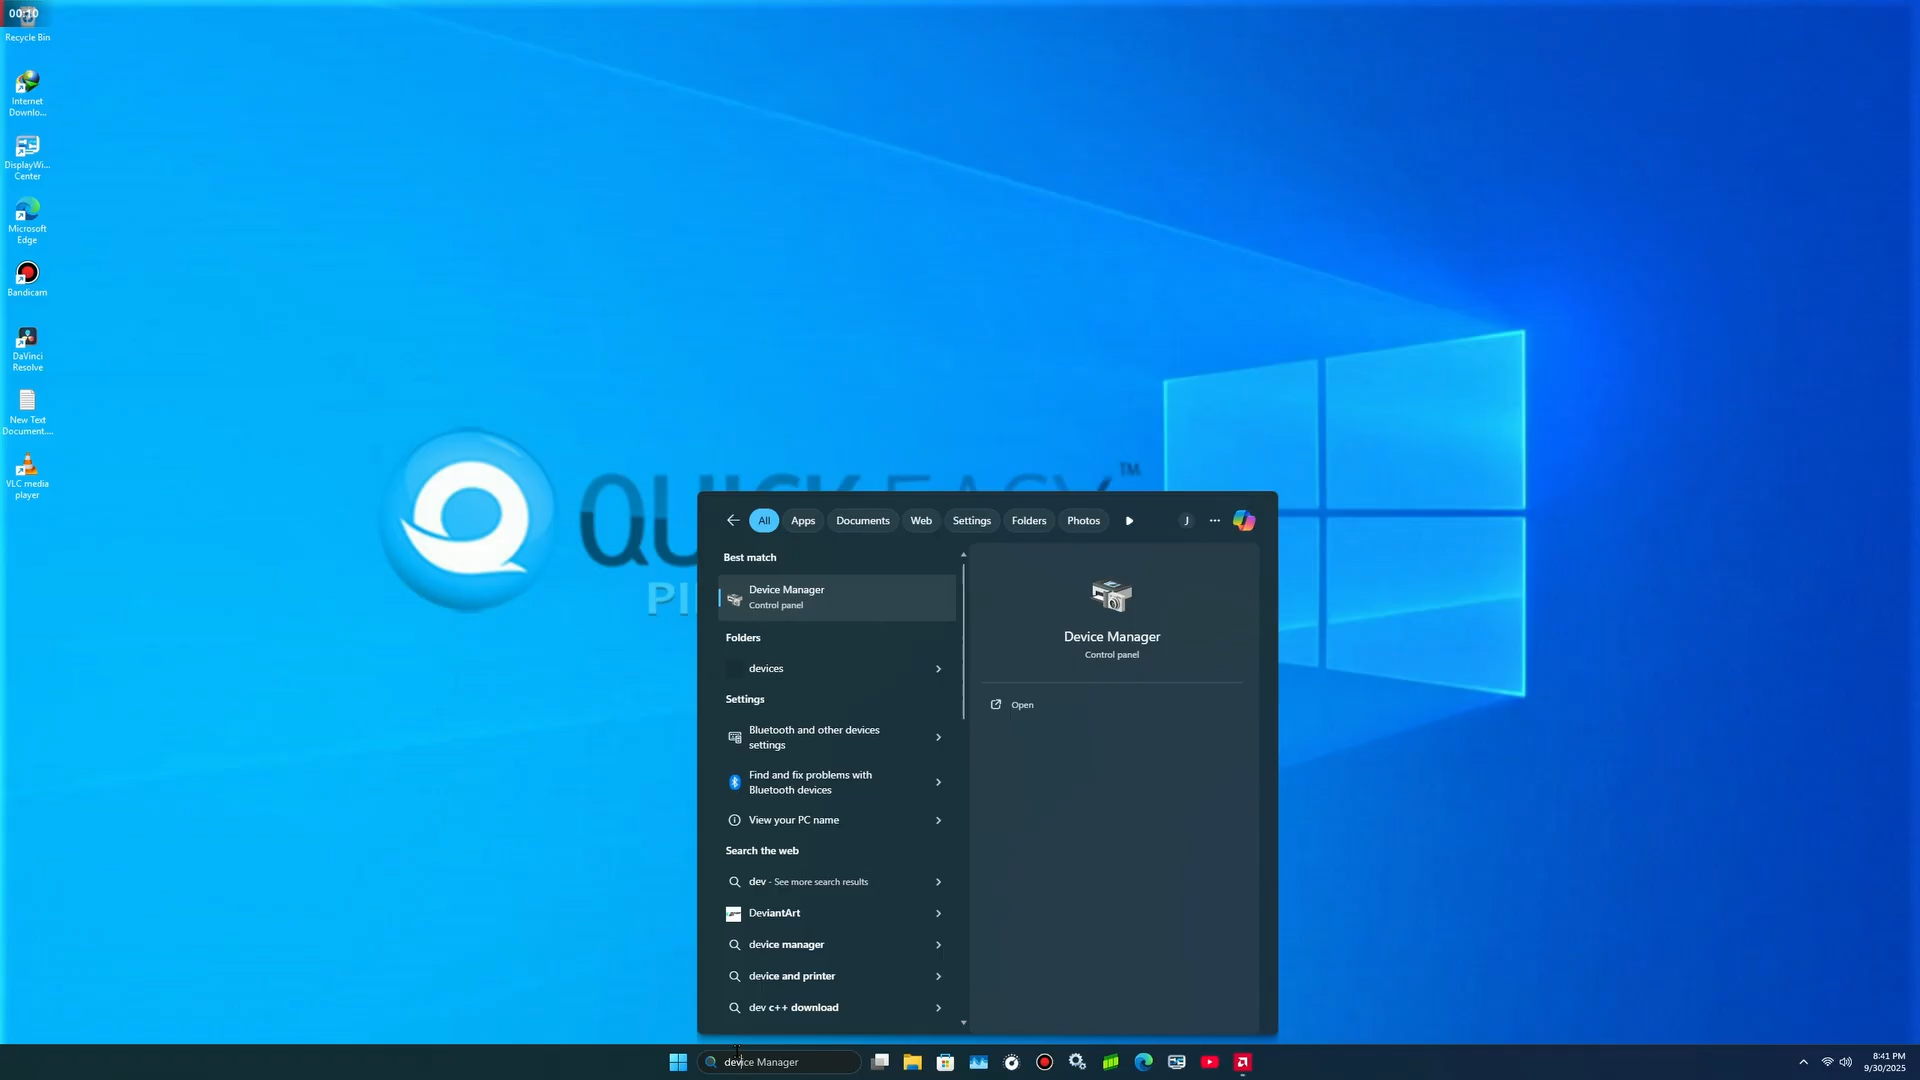 00:10
Recycle Bin
Internet
Downlo...
DisplayWi...
Center
Microsoft
Edge
Bandicam
DaVinci
Resolve
New Text
Document....
VLC media
player
QUICK EASY™
All
Apps
Documents
Web
Settings
Folders
Photos
J
Best match
Device Manager
Control panel
Folders
devices
Settings
Bluetooth and other devices
settings
Find and fix problems with
Bluetooth devices
View your PC name
Search the web
dev - See more search results
DeviantArt
device manager
device and printer
dev c++ download
Device Manager
Control panel
Open
device Manager
8:41 PM
9/30/2025